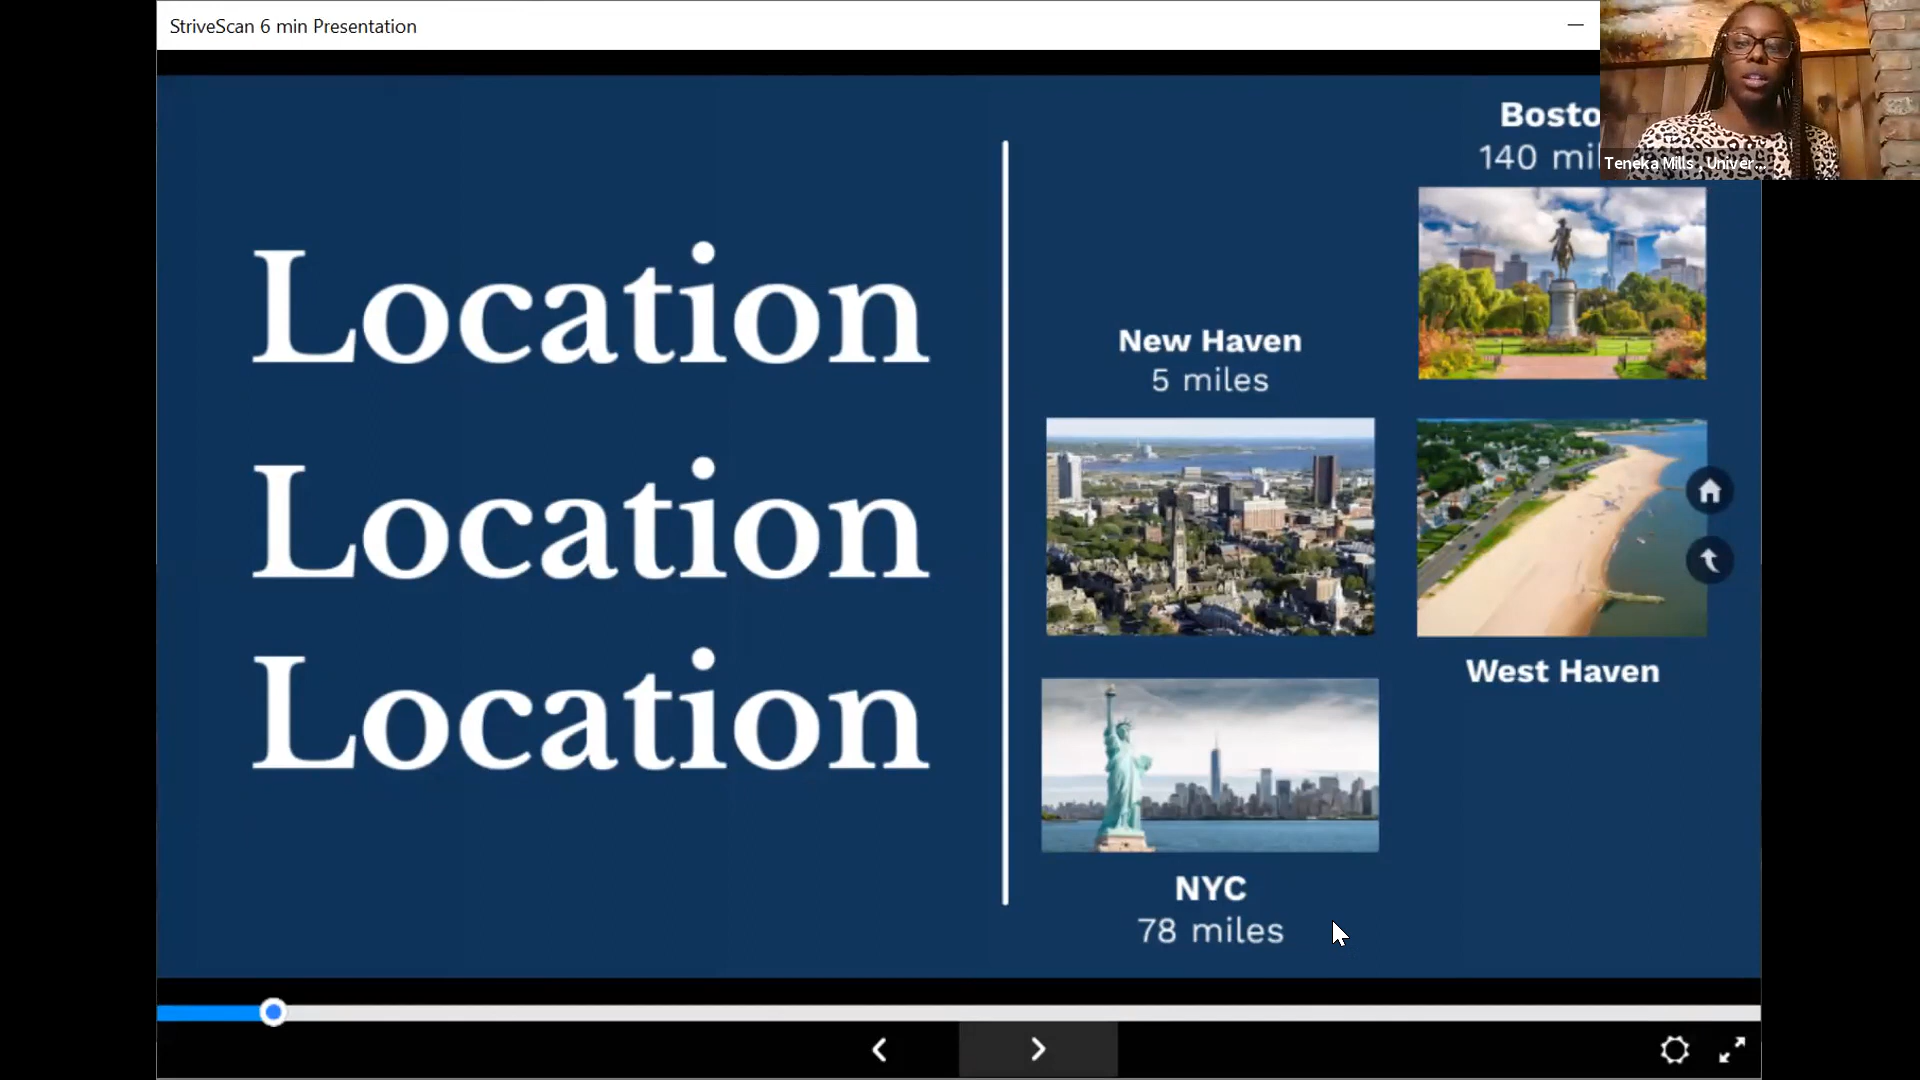 StriveScan 6 min Presentation
Location
Location
Location
Bosto
140 mi
New Haven
5 miles
West Haven
NYC
78 miles
Teneka Mills, Univer...